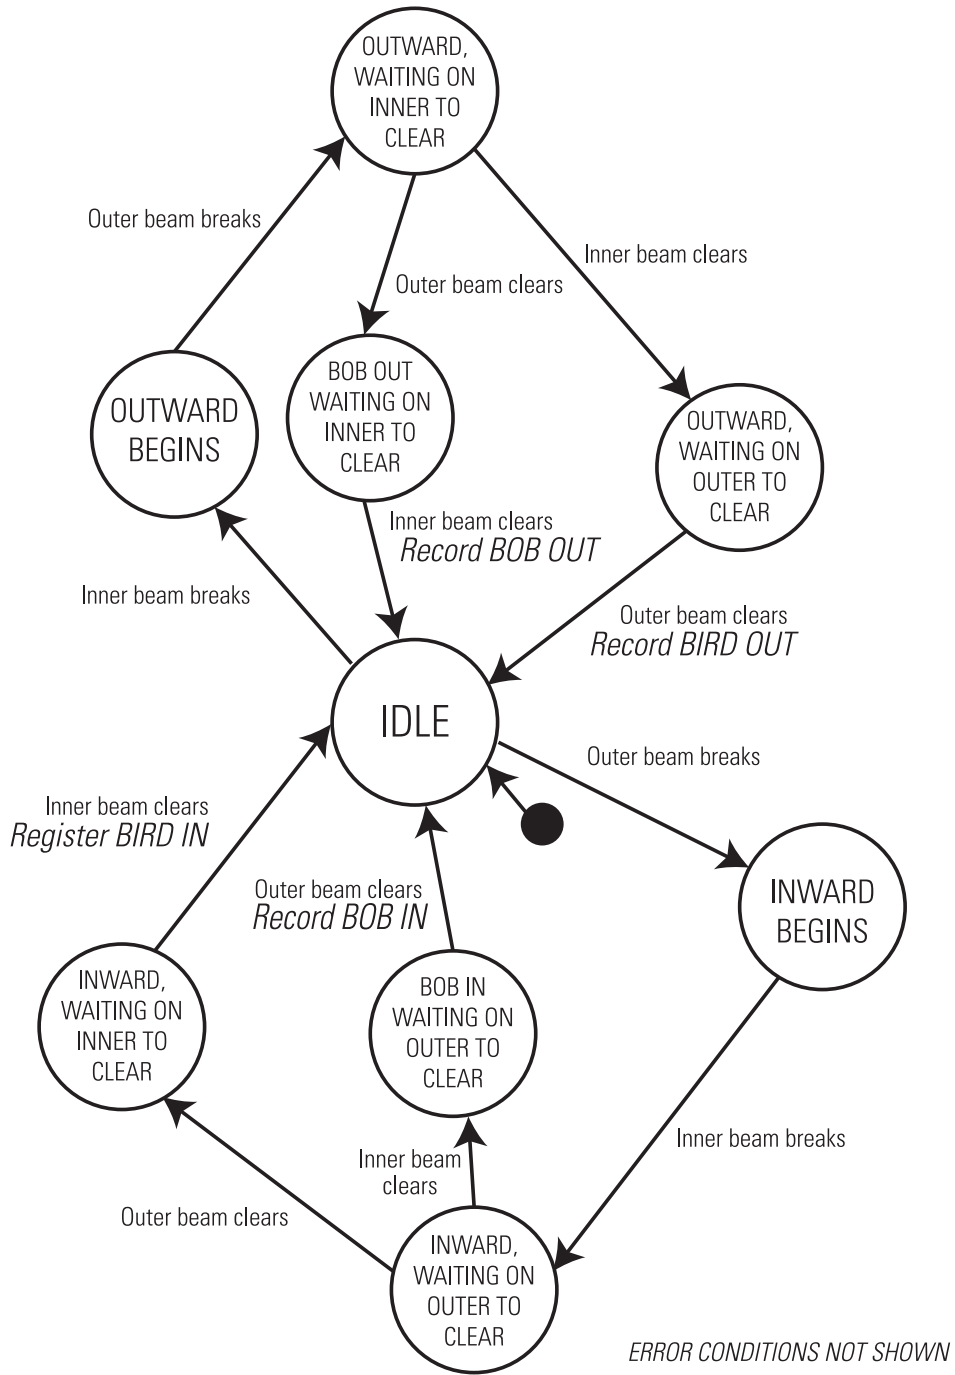 OUTWARD,
WAITING ON
INNER TO
CLEAR
Outer beam breaks
Inner beam clears
Outer beam clears
OUTWARD
BEGINS
BOB OUT
WAITING ON
INNER TO
CLEAR
OUTWARD,
WAITING ON
OUTER TO
CLEAR
Inner beam clears
Record BOB OUT
Inner beam breaks
Outer beam clears
Record BIRD OUT
IDLE
Outer beam breaks
Inner beam clears
Register BIRD IN
Outer beam clears
Record BOB IN
INWARD
BEGINS
INWARD,
WAITING ON
INNER TO
CLEAR
BOB IN
WAITING ON
OUTER TO
CLEAR
Inner beam breaks
Inner beam
clears
Outer beam clears
INWARD,
WAITING ON
OUTER TO
CLEAR
ERROR CONDITIONS NOT SHOWN